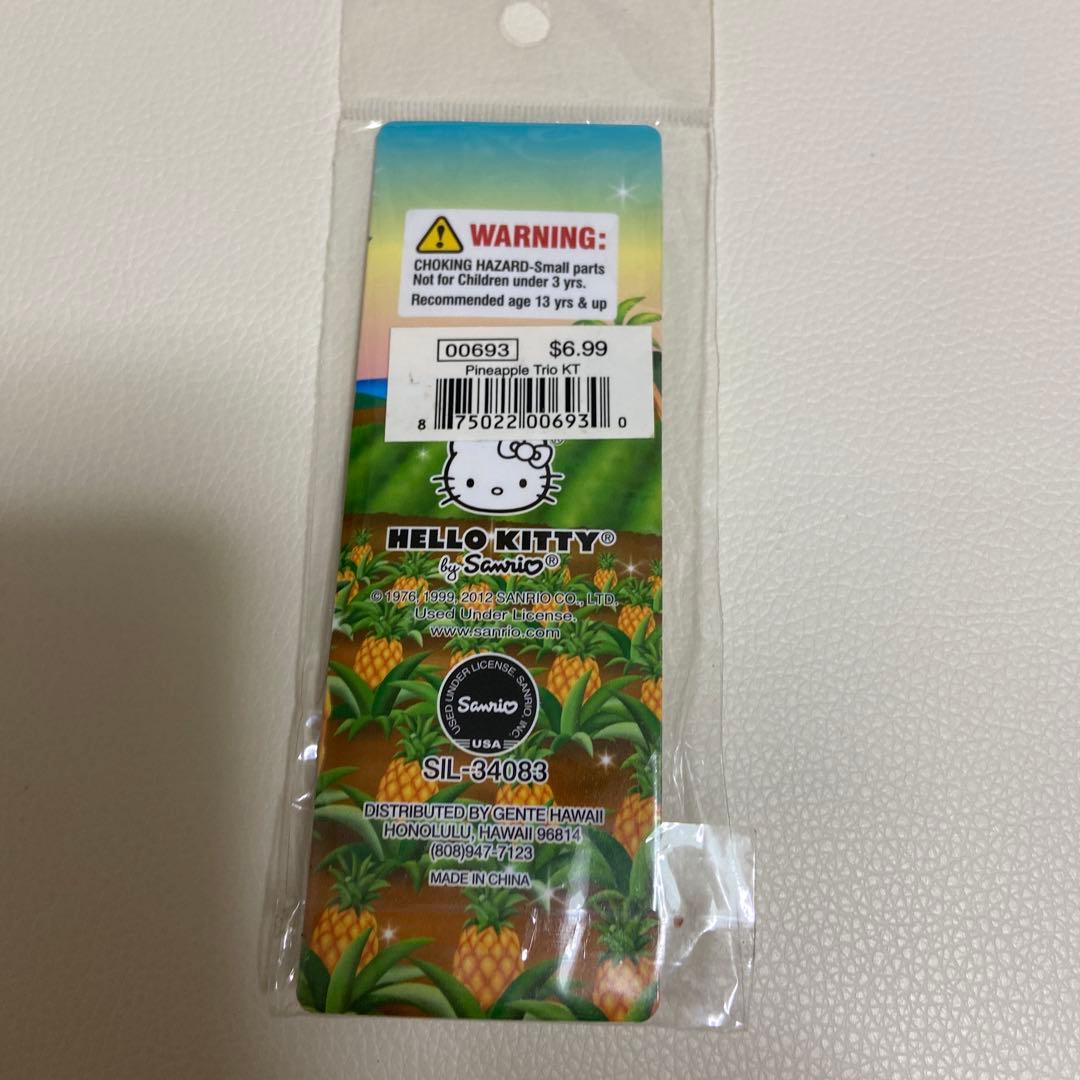 WARNING:
CHOKING HAZARD-Small parts
Not for Children under 3 yrs.
Recommended age 13 yrs & up
00693 $6.99
Pineapple Trio KT
8 75022 00693 0
®
HELLO KITTY®
by Sanrio®
© 1976, 1999, 2012 SANRIO CO., LTD.
Used Under License.
www.sanrio.com
USED UNDER LICENSE. SANRIO, INC.
Sanrio
USA
SIL-34083
DISTRIBUTED BY GENTE HAWAII
HONOLULU, HAWAII 96814
(808)947-7123
MADE IN CHINA